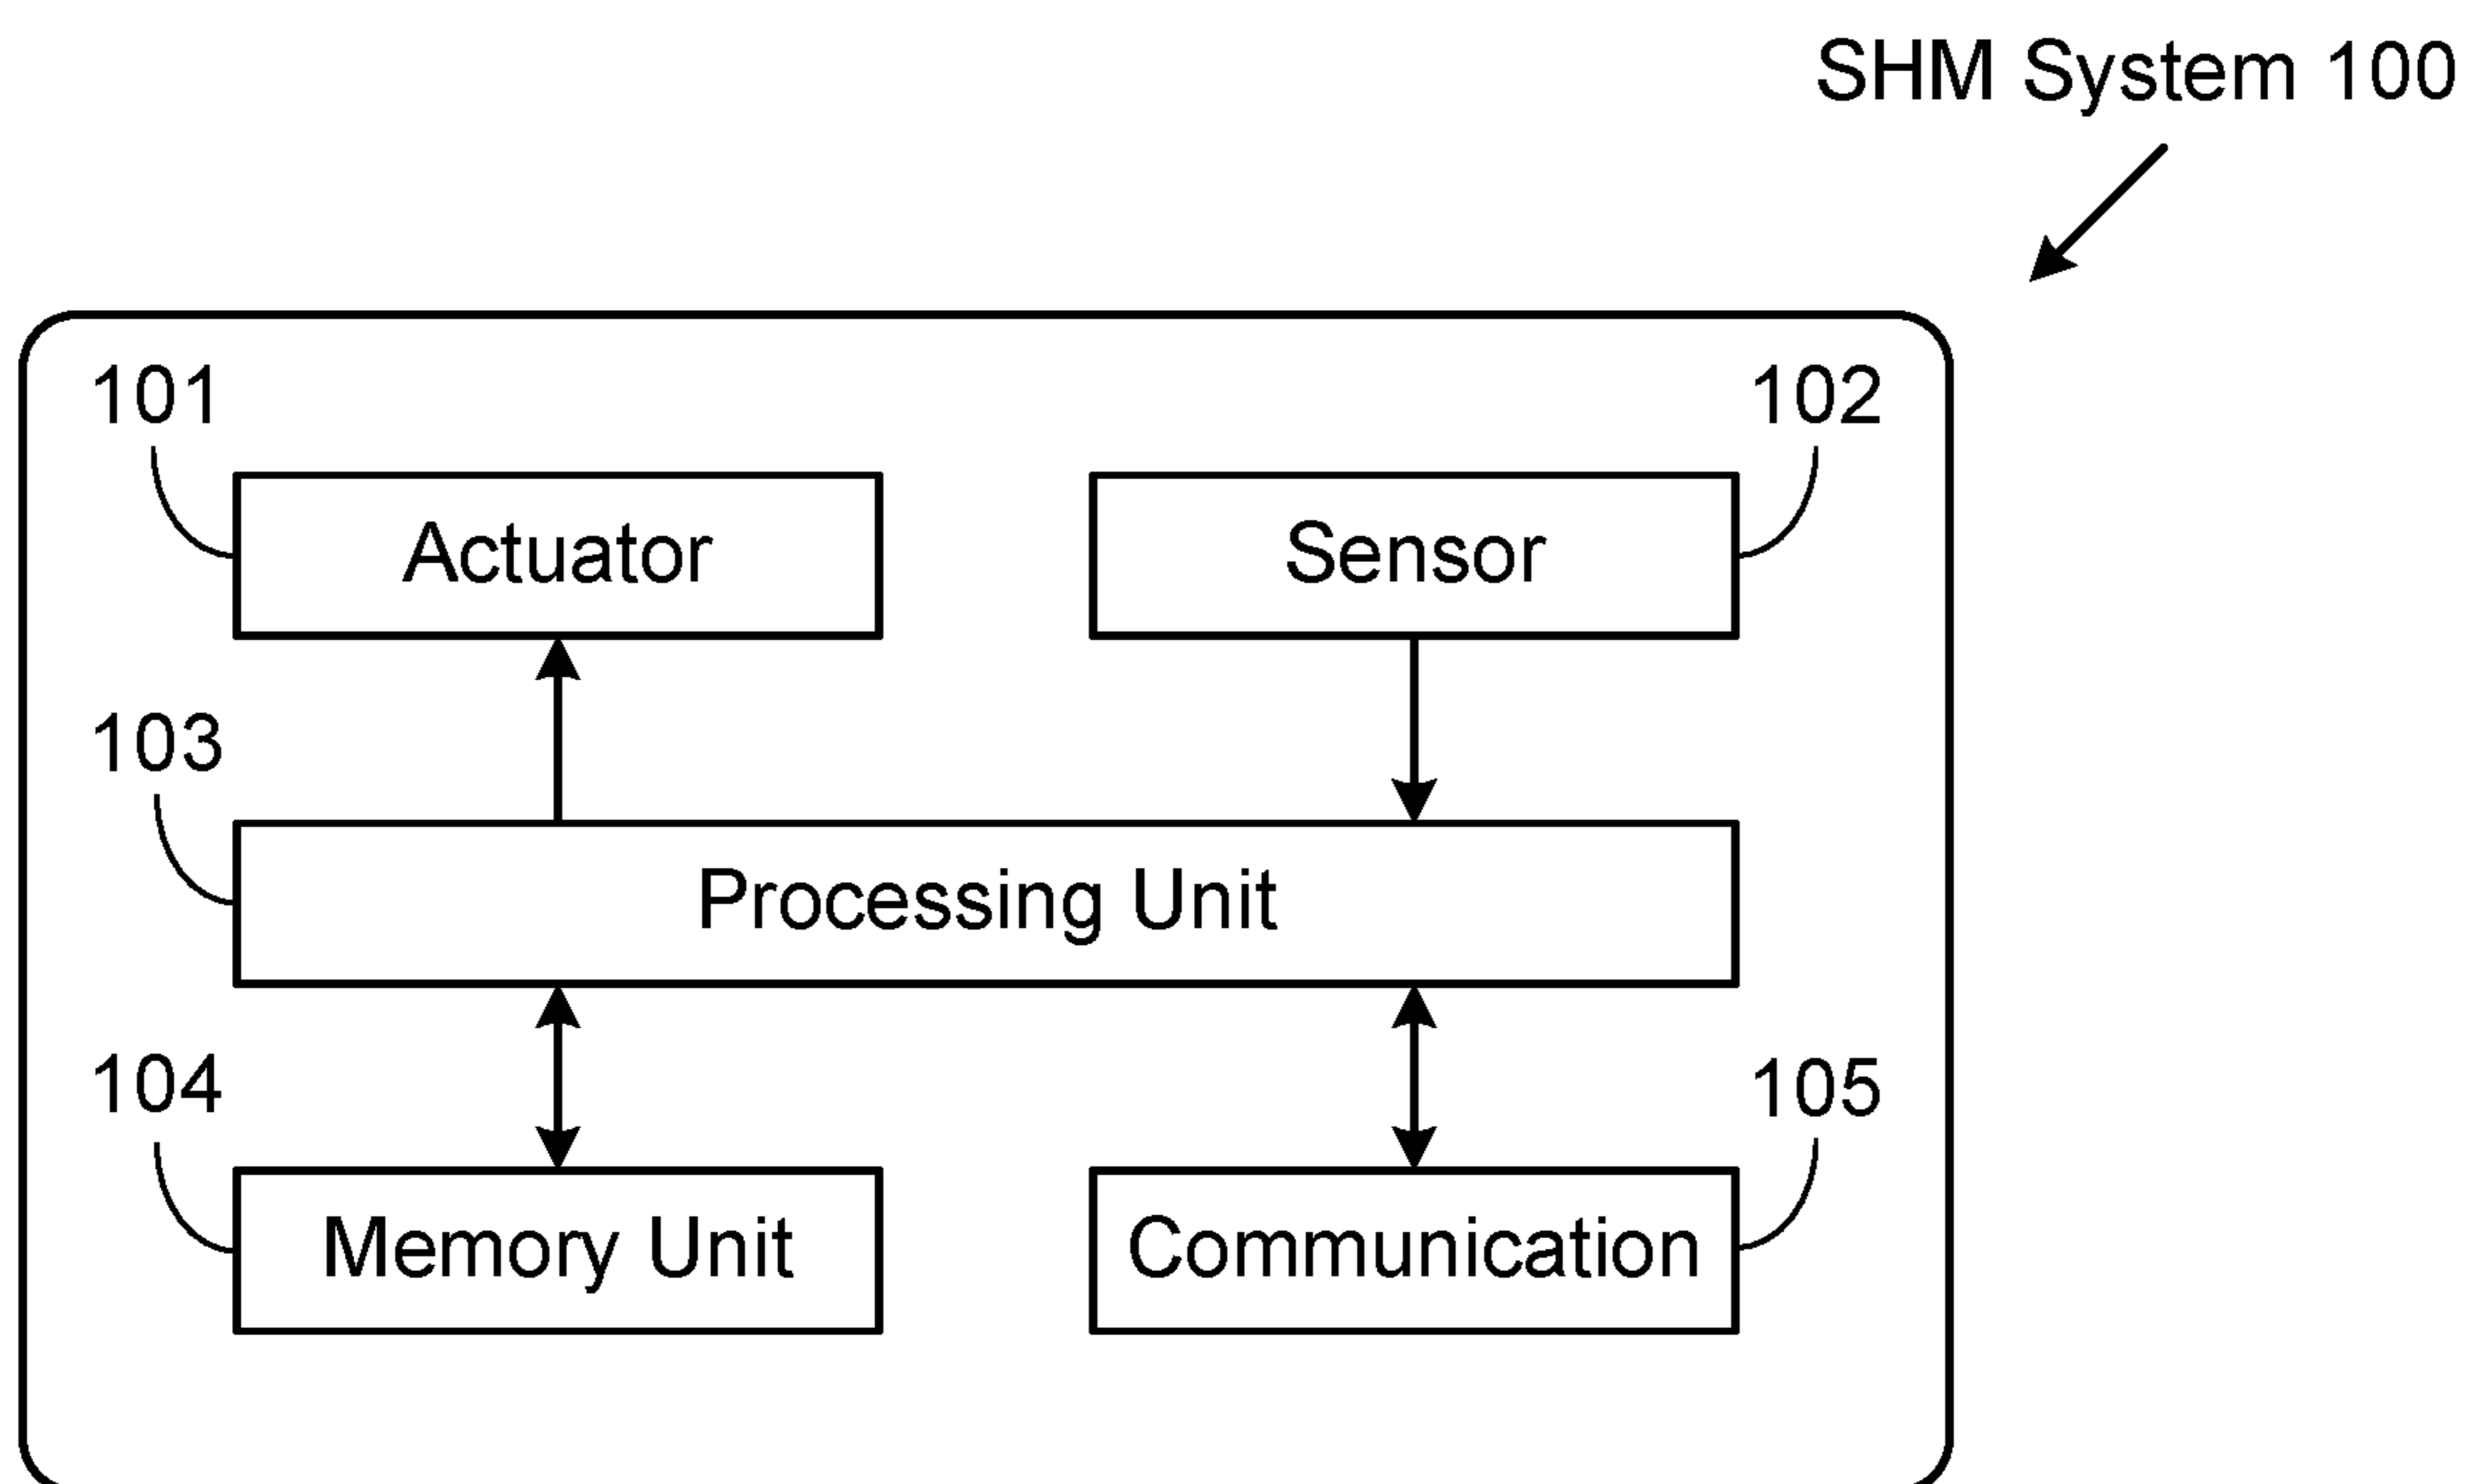 SHM System 100
101
102
Actuator
Sensor
103
Processing Unit
104
105
Memory Unit
Communication